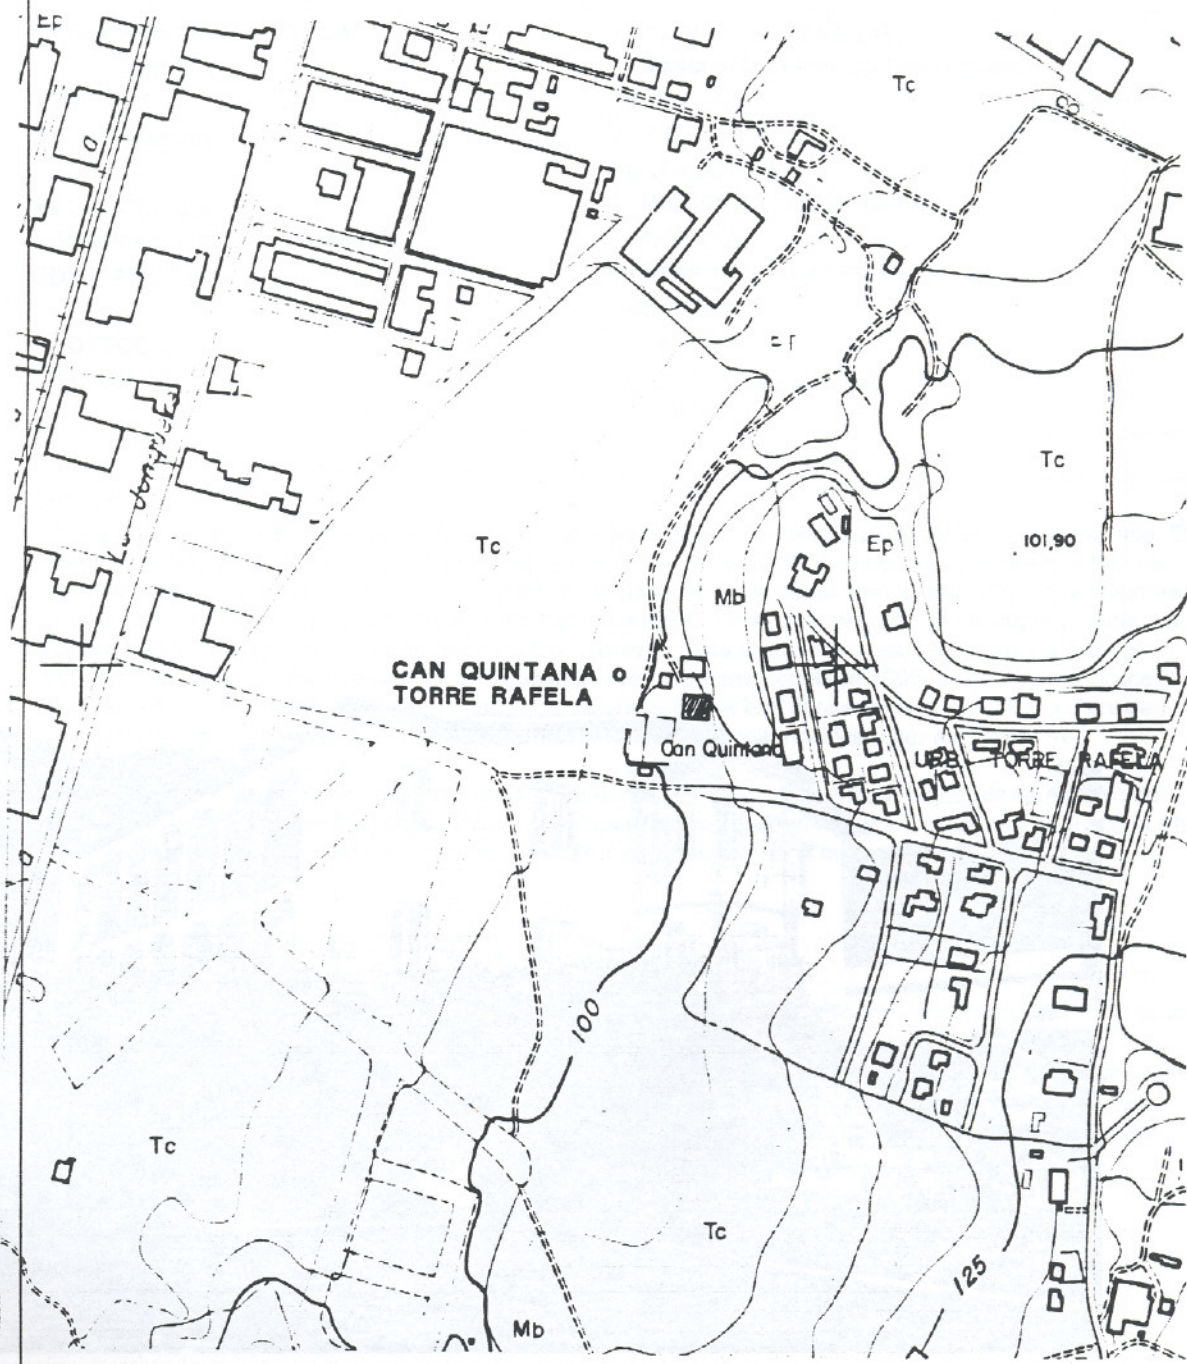 Ep
Tc
Tc
Tc
101,90
Ep
Mb
CAN QUINTANA o
TORRE RAFELA
Can Quintana
URB. TORRE RAFELA
100
Tc
Tc
125
Mb